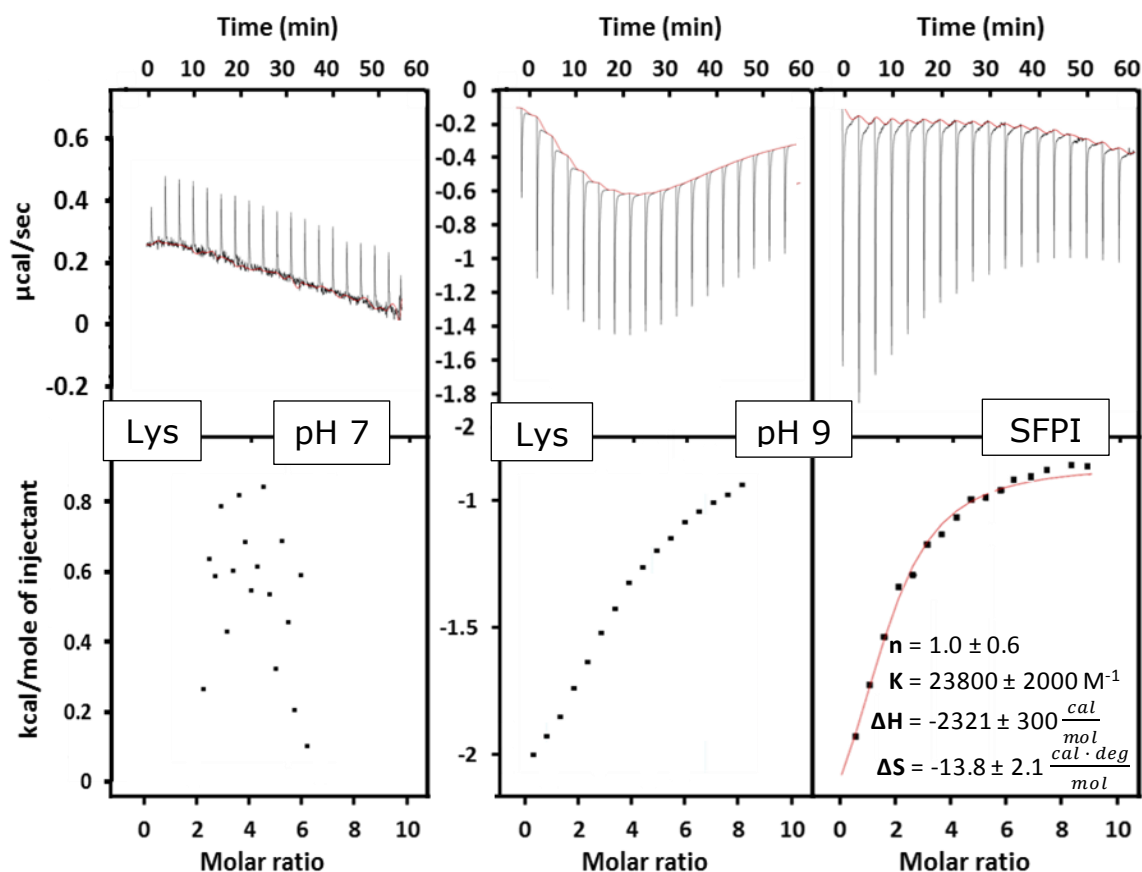 Time (min) Time (min) Time (min)
0 10 20 30 40 50 60 0 10 20 30 40 50 60 0 10 20 30 40 50 60
µcal/sec
0.6
0.4
0.2
0
-0.2
0
-0.2
-0.4
-0.6
-0.8
-1
-1.2
-1.4
-1.6
-1.8
-2
Lys pH 7 Lys pH 9 SFPI
kcal/mole of injectant
0.8
0.6
0.4
0.2
0
-1
-1.5
-2
n = 1.0 ± 0.6
K = 23800 ± 2000 M⁻¹
ΔH = -2321 ± 300 cal/mol
ΔS = -13.8 ± 2.1 cal · deg/mol
0 2 4 6 8 10 0 2 4 6 8 10 0 2 4 6 8 10
Molar ratio Molar ratio Molar ratio